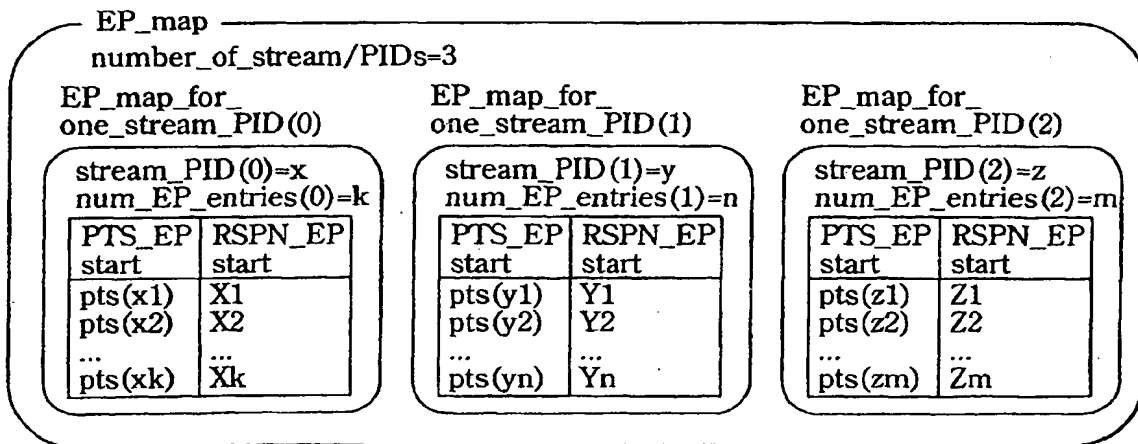 EP_map
number_of_stream/PIDs=3
EP_map_for_
one_stream_PID(0)
stream_PID(0)=x
num_EP_entries(0)=k
PTS_EP RSPN_EP
start start
pts(x1) X1
pts(x2) X2
... ...
pts(xk) Xk
EP_map_for_
one_stream_PID(1)
stream_PID(1)=y
num_EP_entries(1)=n
PTS_EP RSPN_EP
start start
pts(y1) Y1
pts(y2) Y2
... ...
pts(yn) Yn
EP_map_for_
one_stream_PID(2)
stream_PID(2)=z
num_EP_entries(2)=m
PTS_EP RSPN_EP
start start
pts(z1) Z1
pts(z2) Z2
... ...
pts(zm) Zm